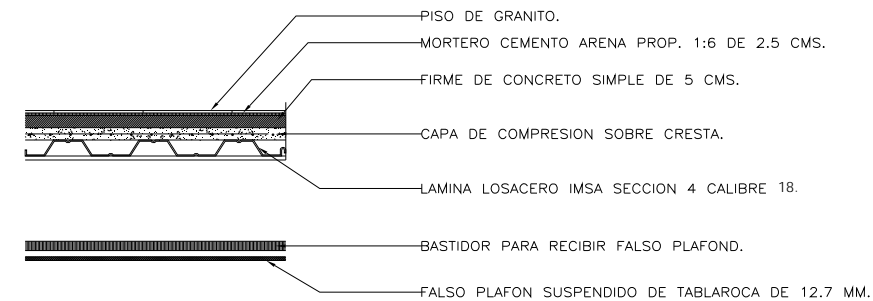 PISO DE GRANITO.
MORTERO CEMENTO ARENA PROP. 1:6 DE 2.5 CMS.
FIRME DE CONCRETO SIMPLE DE 5 CMS.
CAPA DE COMPRESION SOBRE CRESTA.
LAMINA LOSACERO IMSA SECCION 4 CALIBRE 18.
BASTIDOR PARA RECIBIR FALSO PLAFOND.
FALSO PLAFON SUSPENDIDO DE TABLAROCA DE 12.7 MM.